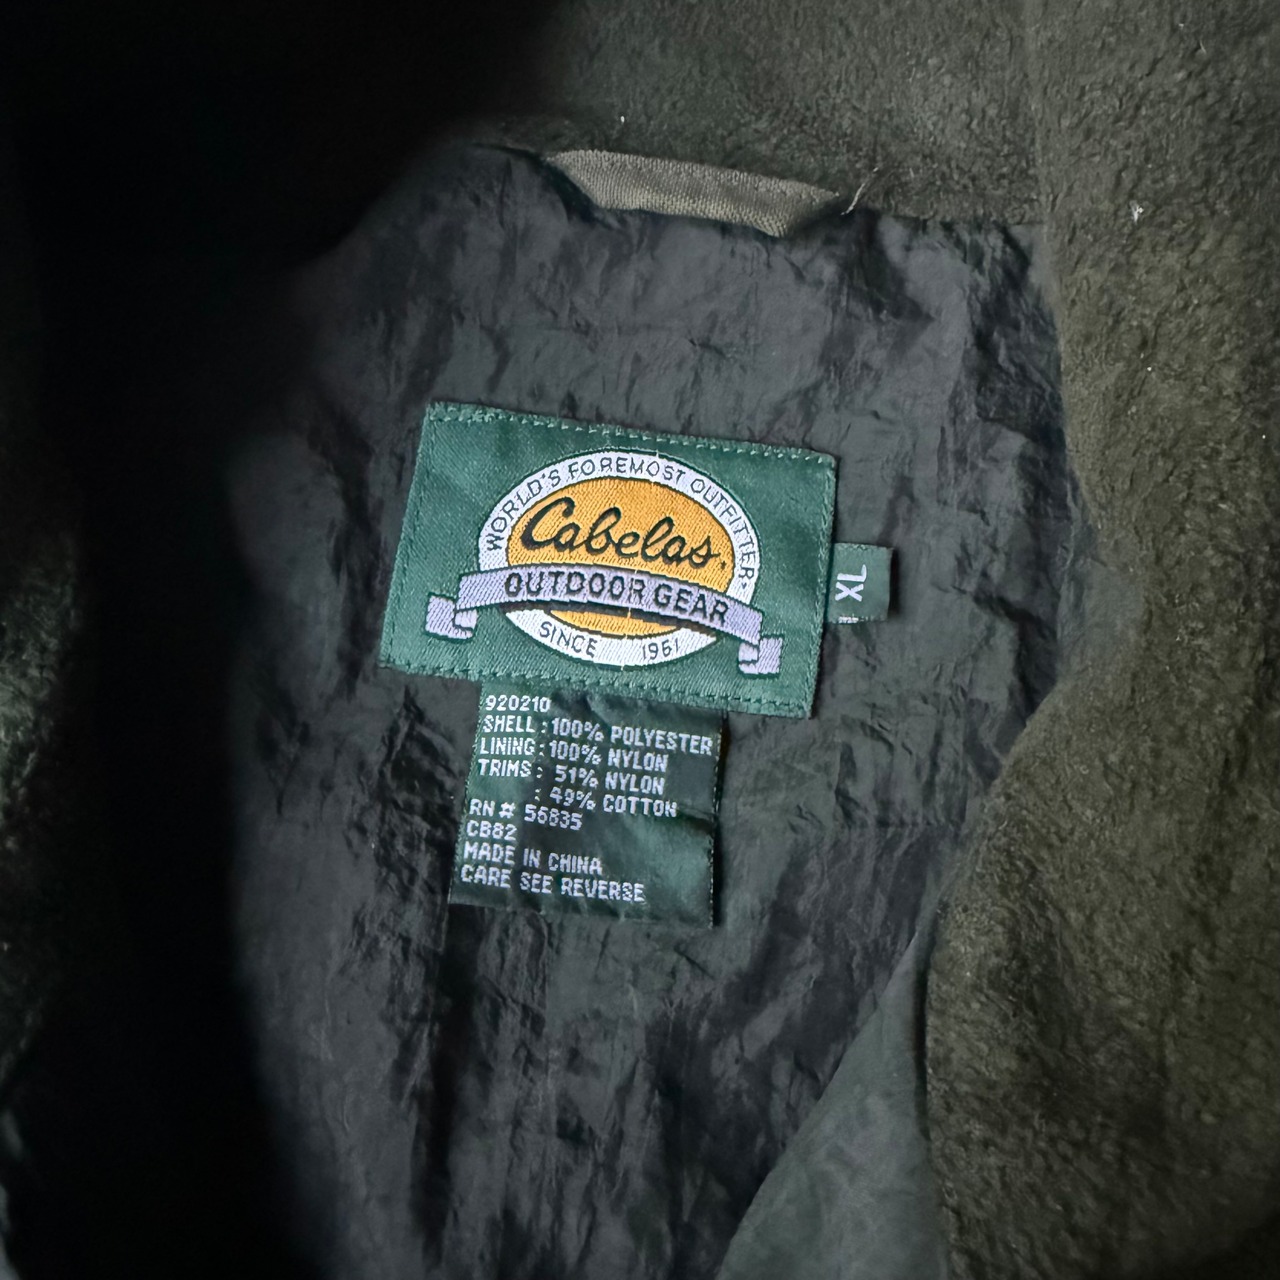 WORLD'S FOREMOST OUTFITTER
Cabelas
OUTDOOR GEAR
SINCE 1961
XL
920210
SHELL : 100% POLYESTER
LINING : 100% NYLON
TRIMS : 51% NYLON
: 49% COTTON
RN # 56835
CB82
MADE IN CHINA
CARE SEE REVERSE